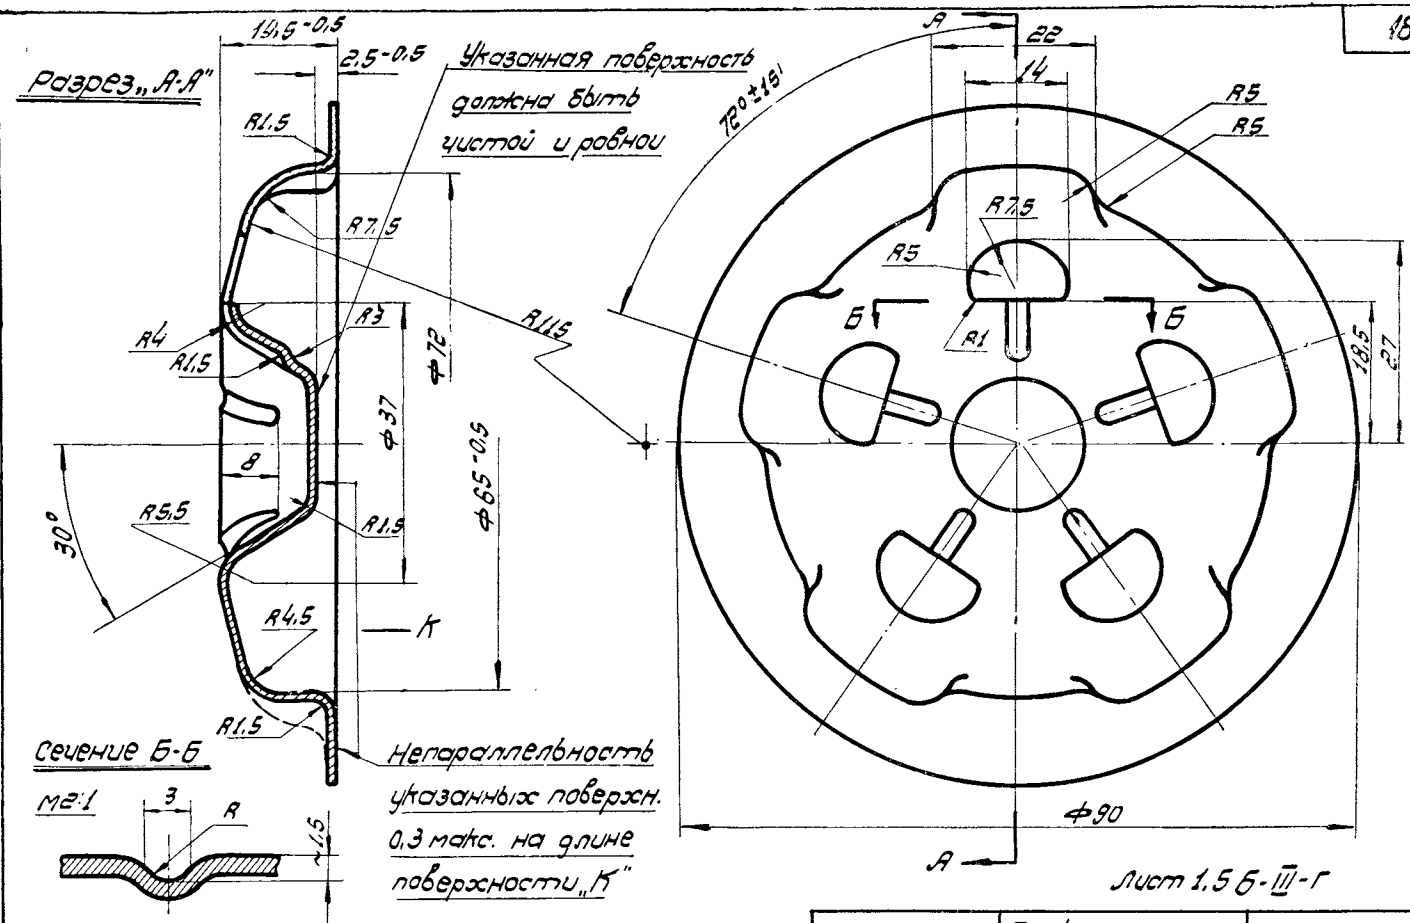 18
Разрез „А-А"
19,5-0,5
2,5-0,5
Указанная поверхность
должна быть
чистой и ровной
R1,5
R7,5
R4
R1,5
R3
R115
ф72
ф37
ф65-0,5
8
30°
R5,5
R1,5
R4,5
К
R1,5
Непараллельность
указанных поверхн.
0,3 макс. на длине
поверхности „К"
Сечение Б-Б
М2:1
3
R
~1,5
А
22
14
72°±15'
R5
R5
R7,5
R5
R1
Б
Б
18,5
27
ф90
А
Лист 1,5 Б-III-Г